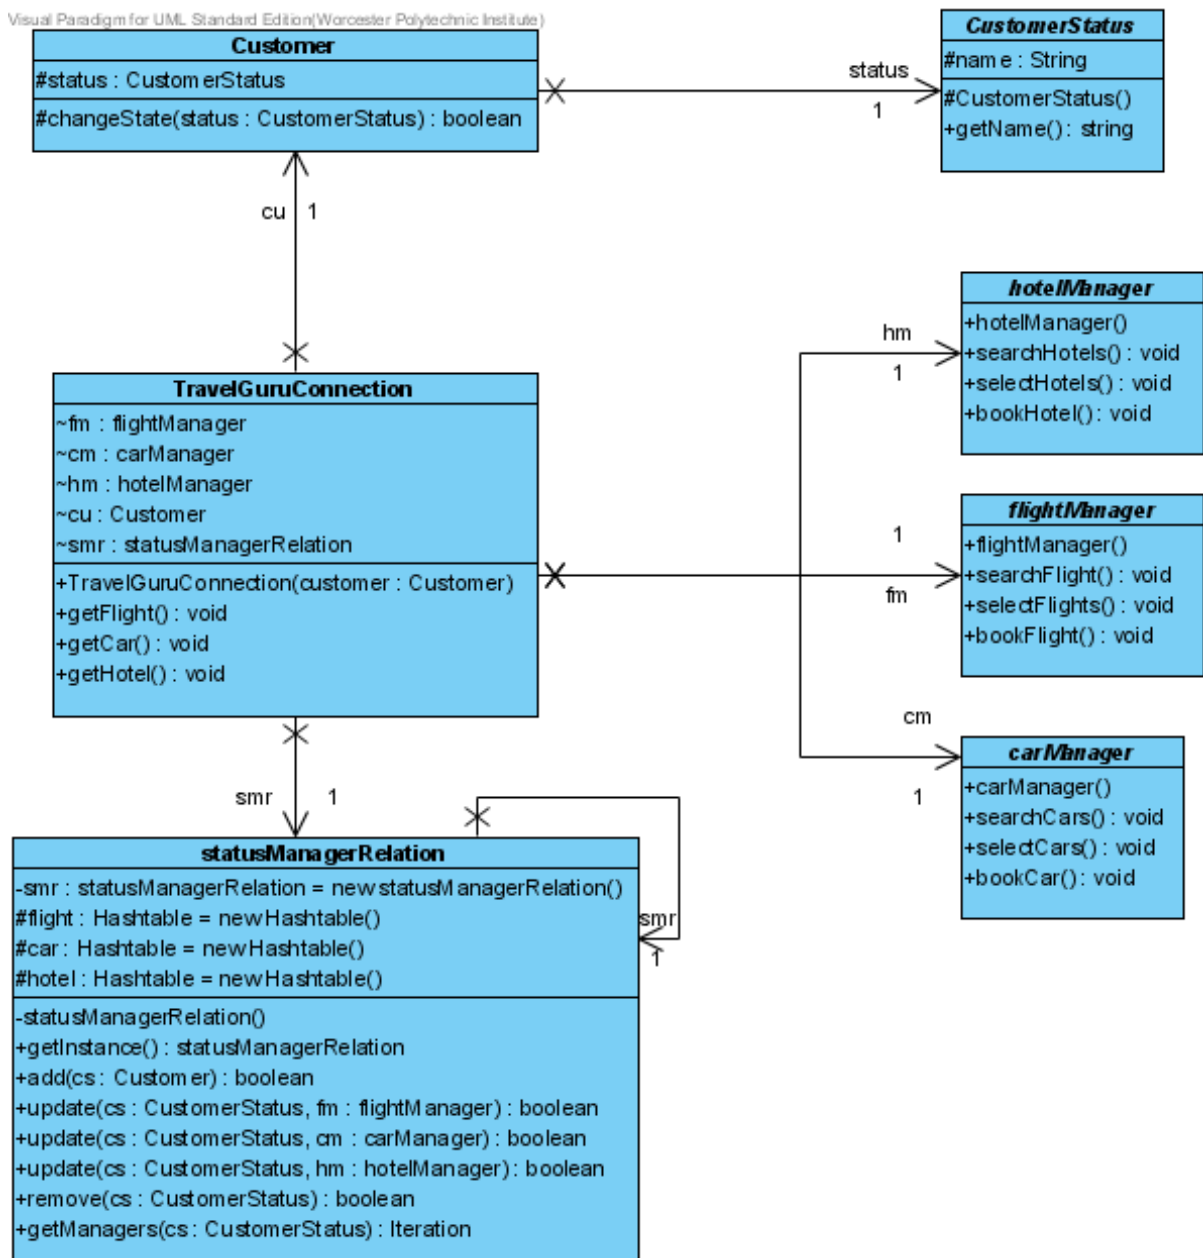 Visual Paradigm for UML Standard Edition(Worcester Polytechnic Institute)
Customer
#status : CustomerStatus
#changeState(status : CustomerStatus) : boolean
status
1
CustomerStatus
#name : String
#CustomerStatus()
+getName() : string
cu
1
TravelGuruConnection
~fm : flightManager
~cm : carManager
~hm : hotelManager
~cu : Customer
~smr : statusManagerRelation
+TravelGuruConnection(customer : Customer)
+getFlight() : void
+getCar() : void
+getHotel() : void
hm
1
hotelManager
+hotelManager()
+searchHotels() : void
+selectHotels() : void
+bookHotel() : void
1
fm
flightManager
+flightManager()
+searchFlight() : void
+selectFlights() : void
+bookFlight() : void
cm
1
carManager
+carManager()
+searchCars() : void
+selectCars() : void
+bookCar() : void
smr
1
statusManagerRelation
-smr : statusManagerRelation = new statusManagerRelation()
#flight : Hashtable = new Hashtable()
#car : Hashtable = new Hashtable()
#hotel : Hashtable = new Hashtable()
smr
1
-statusManagerRelation()
+getInstance() : statusManagerRelation
+add(cs : Customer) : boolean
+update(cs : CustomerStatus, fm : flightManager) : boolean
+update(cs : CustomerStatus, cm : carManager) : boolean
+update(cs : CustomerStatus, hm : hotelManager) : boolean
+remove(cs : CustomerStatus) : boolean
+getManagers(cs : CustomerStatus) : Iteration